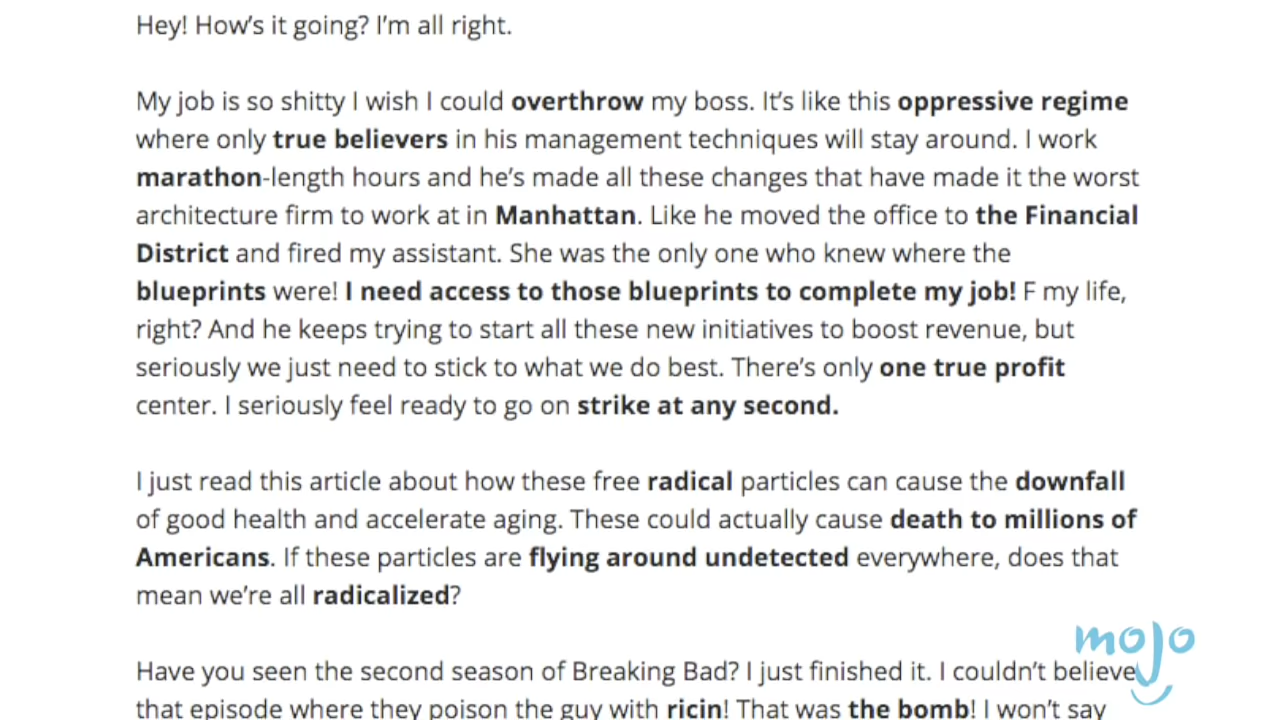 Hey! How’s it going? I’m all right.
My job is so shitty I wish I could overthrow my boss. It’s like this oppressive regime
where only true believers in his management techniques will stay around. I work
marathon-length hours and he’s made all these changes that have made it the worst
architecture firm to work at in Manhattan. Like he moved the office to the Financial
District and fired my assistant. She was the only one who knew where the
blueprints were! I need access to those blueprints to complete my job! F my life,
right? And he keeps trying to start all these new initiatives to boost revenue, but
seriously we just need to stick to what we do best. There’s only one true profit
center. I seriously feel ready to go on strike at any second.
I just read this article about how these free radical particles can cause the downfall
of good health and accelerate aging. These could actually cause death to millions of
Americans. If these particles are flying around undetected everywhere, does that
mean we’re all radicalized?
Have you seen the second season of Breaking Bad? I just finished it. I couldn’t believe
that episode where they poison the guy with ricin! That was the bomb! I won’t say
mojo